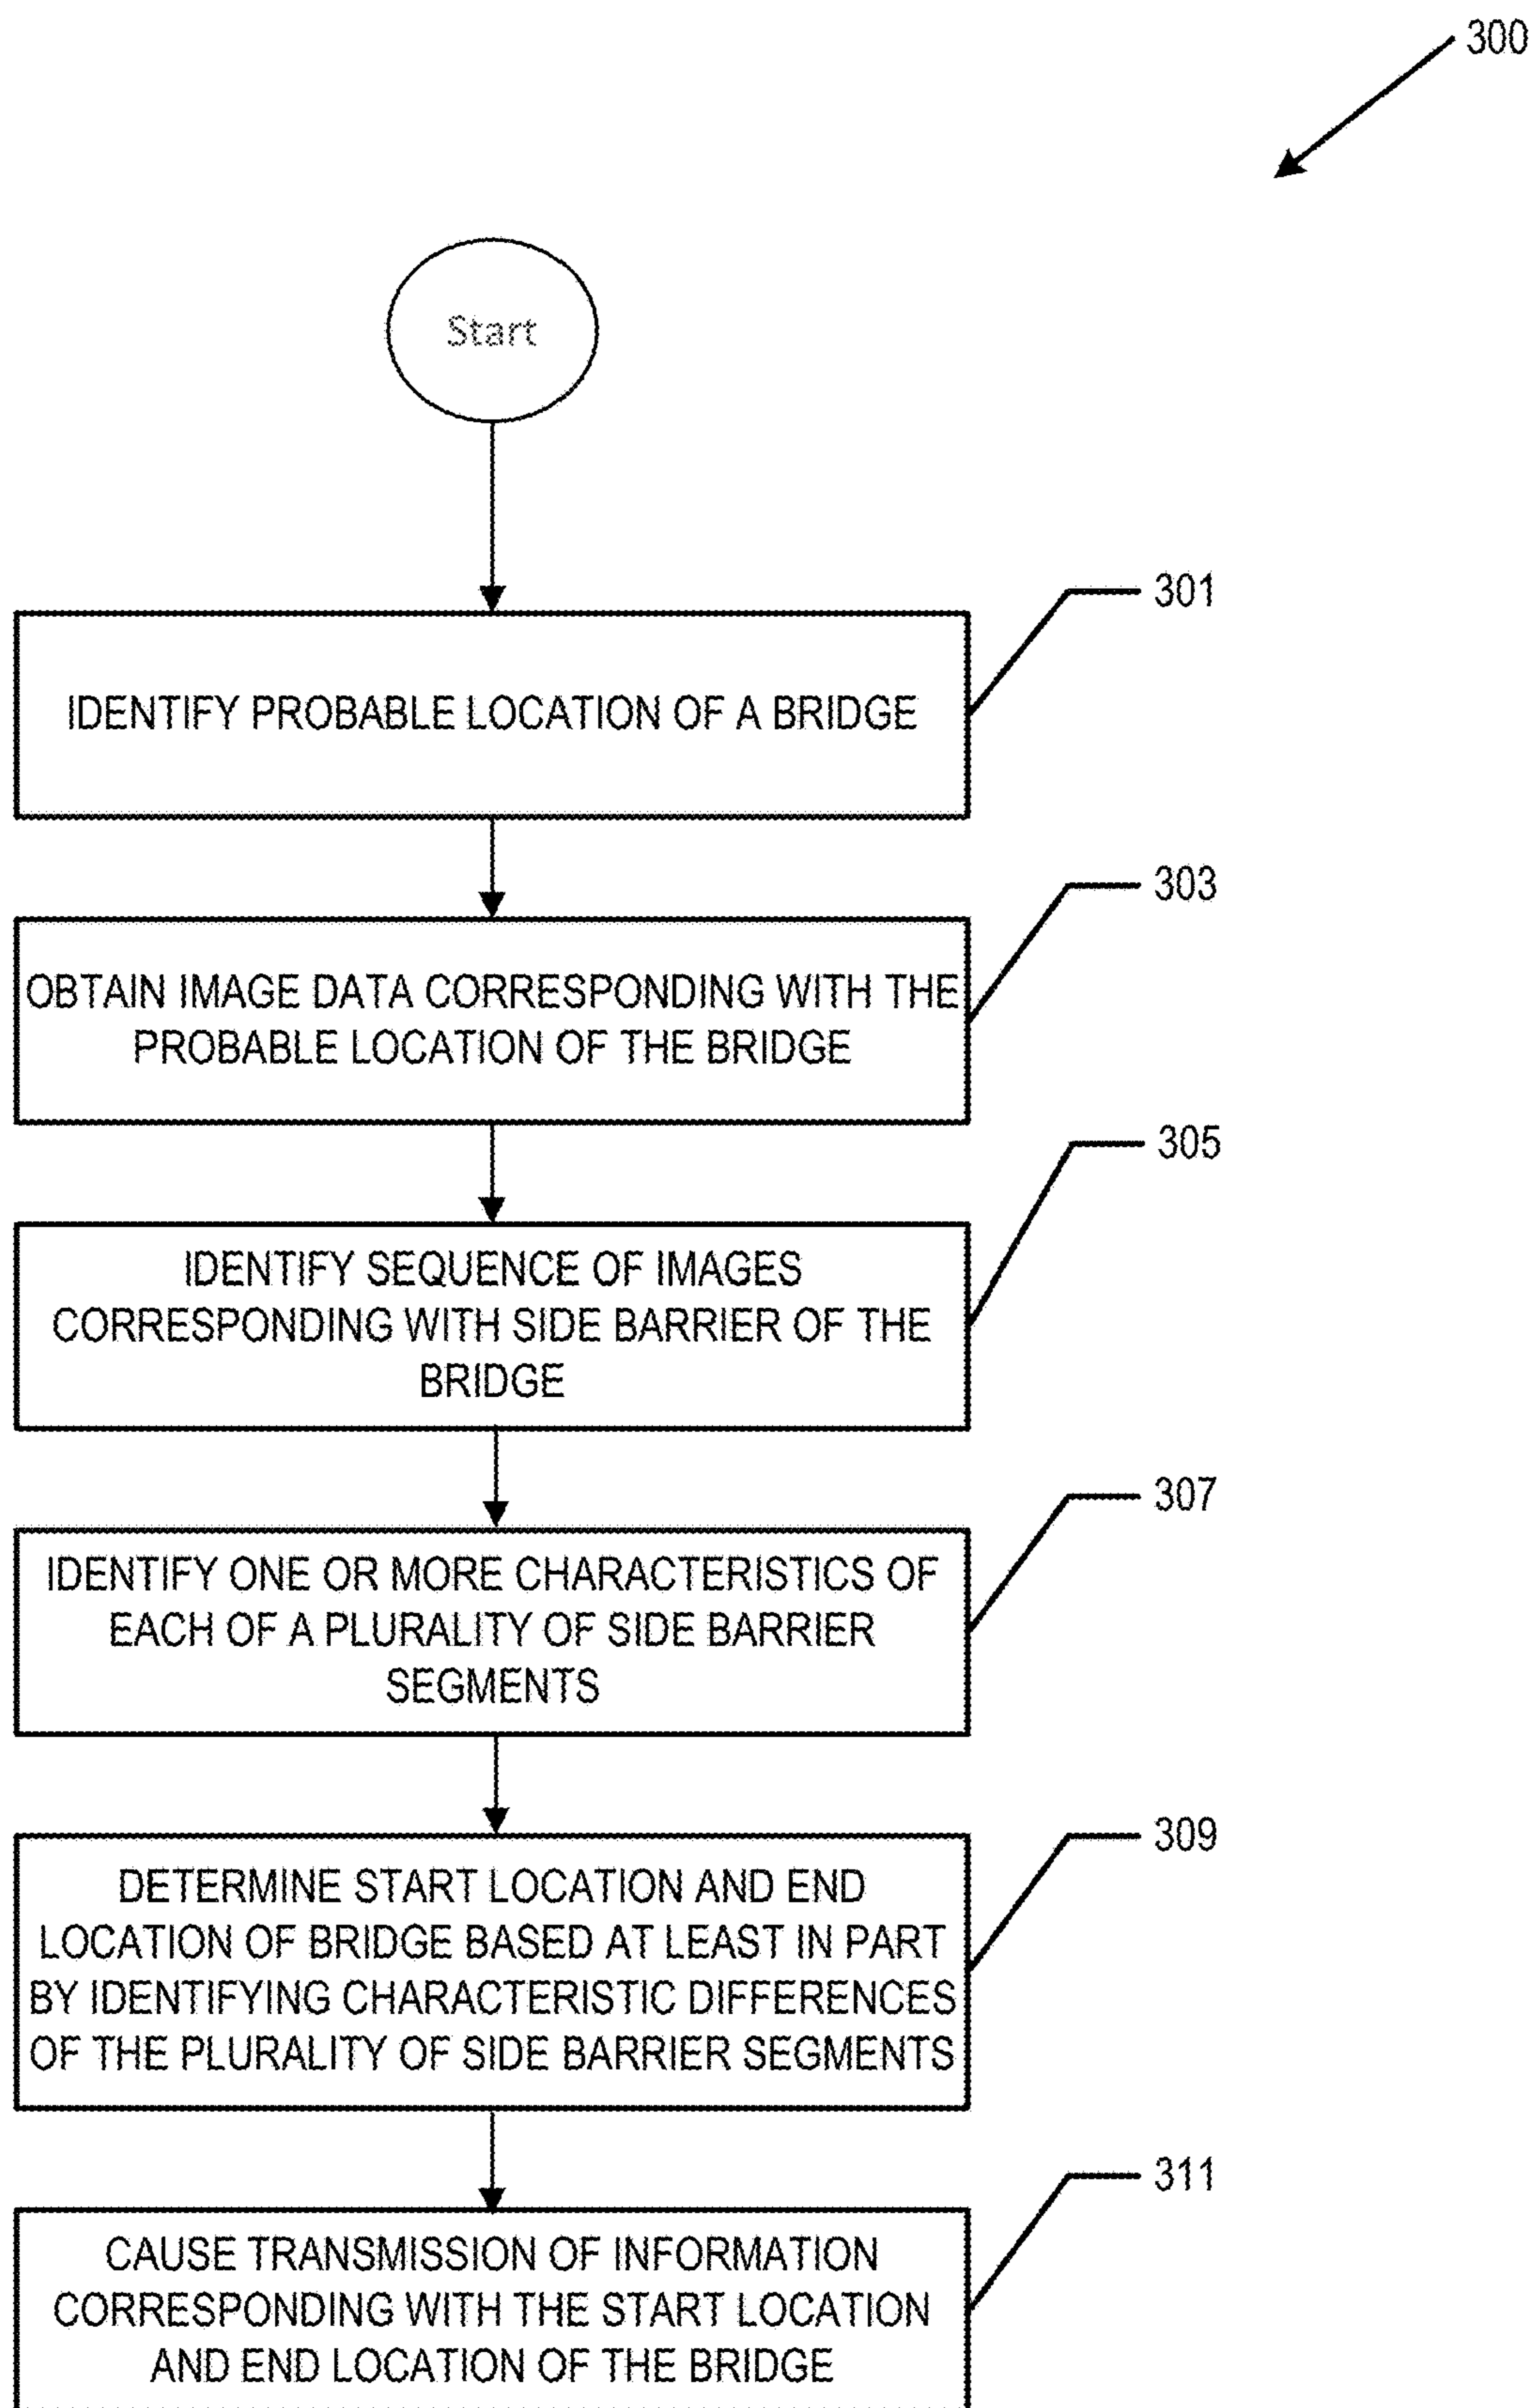 300
Start
301
IDENTIFY PROBABLE LOCATION OF A BRIDGE
303
OBTAIN IMAGE DATA CORRESPONDING WITH THE
PROBABLE LOCATION OF THE BRIDGE
305
IDENTIFY SEQUENCE OF IMAGES
CORRESPONDING WITH SIDE BARRIER OF THE
BRIDGE
307
IDENTIFY ONE OR MORE CHARACTERISTICS OF
EACH OF A PLURALITY OF SIDE BARRIER
SEGMENTS
309
DETERMINE START LOCATION AND END
LOCATION OF BRIDGE BASED AT LEAST IN PART
BY IDENTIFYING CHARACTERISTIC DIFFERENCES
OF THE PLURALITY OF SIDE BARRIER SEGMENTS
311
CAUSE TRANSMISSION OF INFORMATION
CORRESPONDING WITH THE START LOCATION
AND END LOCATION OF THE BRIDGE